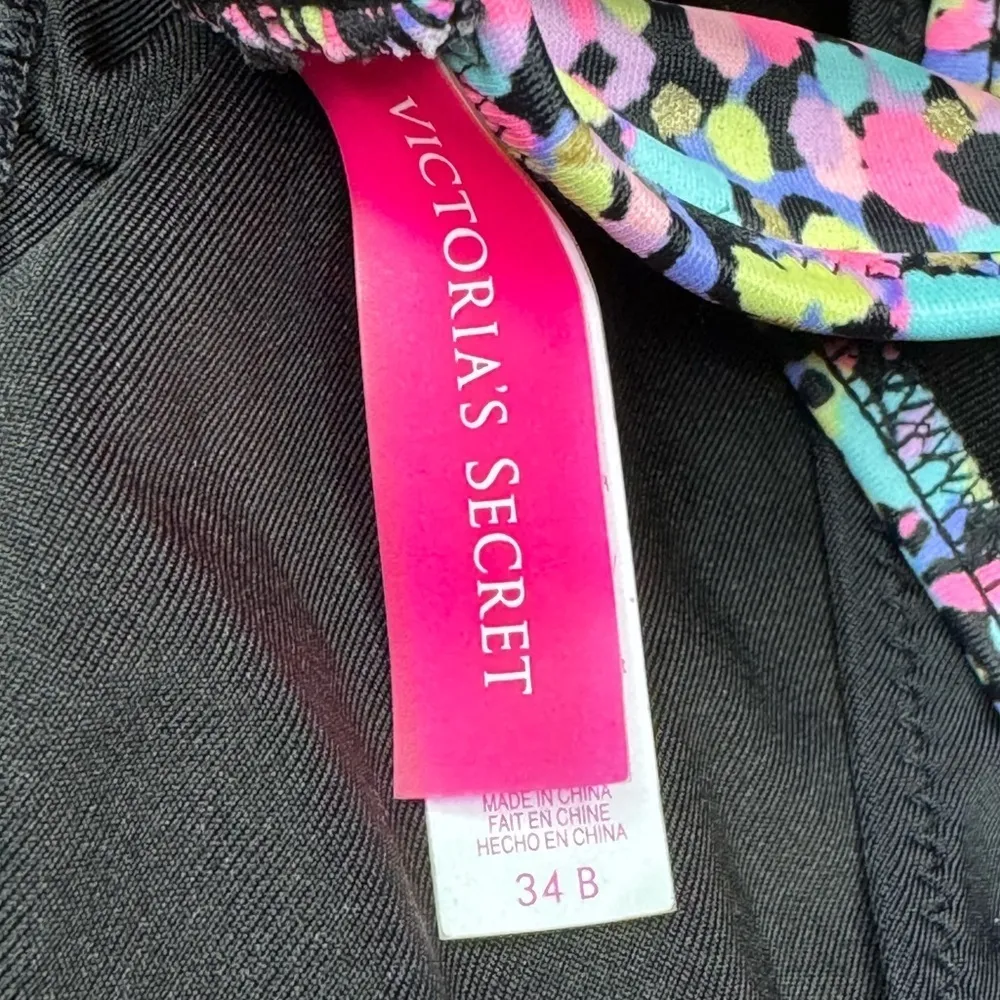 VICTORIA'S SECRET
MADE IN CHINA
FAIT EN CHINE
HECHO EN CHINA
34 B